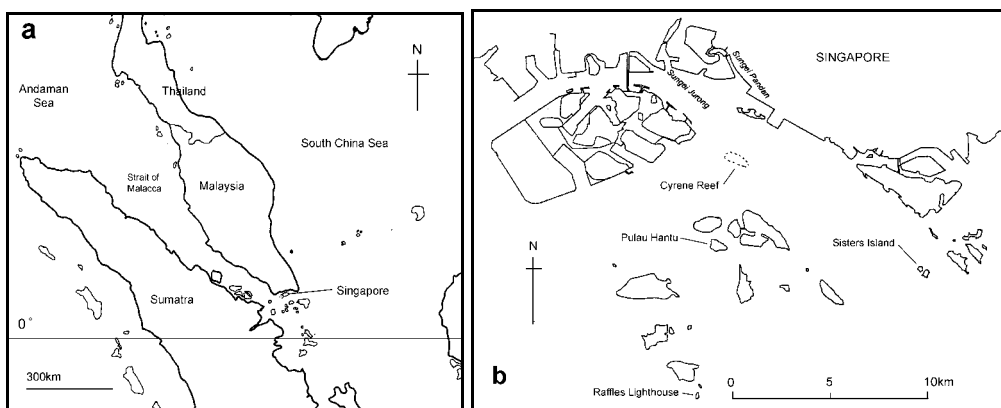 a
N
Andaman
Sea
Thailand
South China Sea
Strait of
Malacca
Malaysia
Singapore
Sumatra
0°
300km
SINGAPORE
Sungei Pandan
Sungei Jurong
Cyrene Reef
Pulau Hantu
Sisters Island
N
b
Raffles Lighthouse
0
5
10km